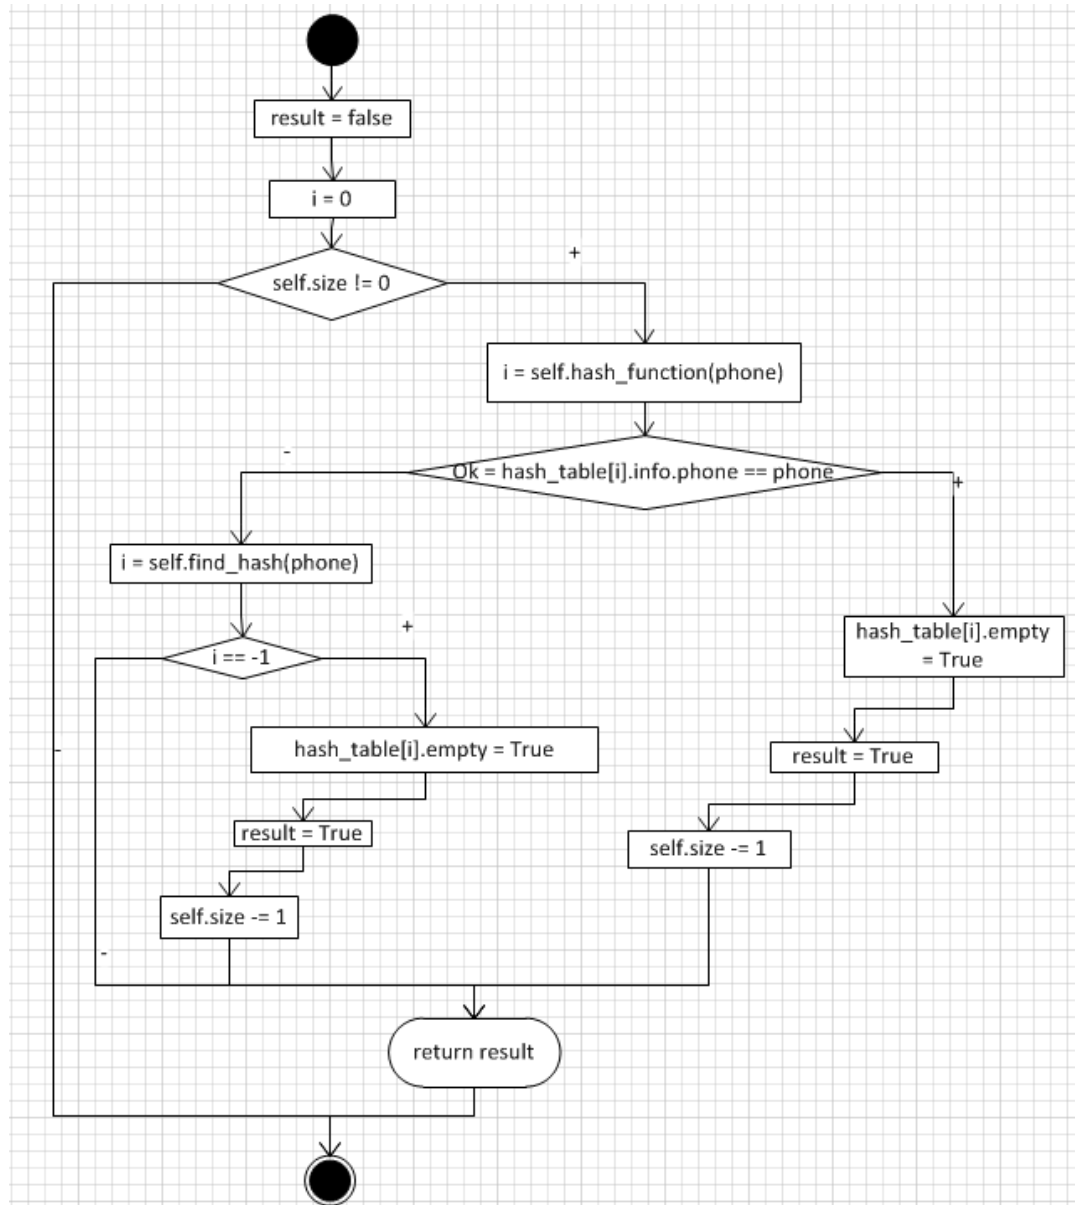 result = false
i = 0
self.size != 0
+
i = self.hash_function(phone)
-
Ok = hash_table[i].info.phone == phone
+
i = self.find_hash(phone)
+
hash_table[i].empty
= True
i == -1
-
hash_table[i].empty = True
result = True
result = True
self.size -= 1
self.size -= 1
-
return result